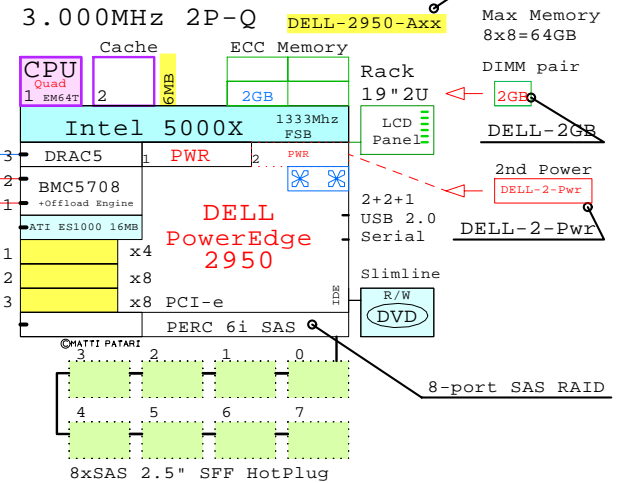 3.000MHz 2P-Q
DELL-2950-Axx
Max Memory
8x8=64GB
Cache
ECC Memory
DIMM pair
CPU
Quad
1 EM64T
2
6MB
2GB
Rack
19"2U
2GB
Intel 5000X
1333Mhz
FSB
LCD
Panel
DELL-2GB
3
DRAC5
1
PWR
2
PWR
2nd Power
2
BMC5708
+Offload Engine
1
DELL-2-Pwr
2+2+1
USB 2.0
Serial
DELL-2-Pwr
ATI ES1000 16MB
DELL
PowerEdge
2950
1
x4
2
x8
3
x8 PCI-e
IDE
Slimline
R/W
DVD
PERC 6i SAS
©MATTI PATARI
3 2 1 0
8-port SAS RAID
4 5 6 7
8xSAS 2.5" SFF HotPlug